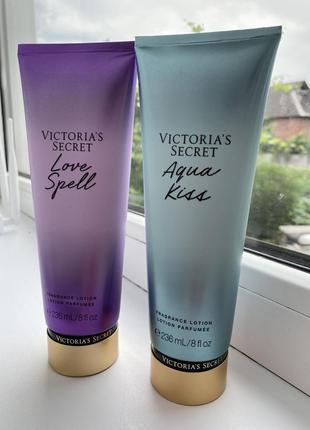 VICTORIA'S
SECRET
Love
Spell
FRAGRANCE LOTION
LOTION PARFUMÉE
℮ 236 mL/8 fl oz
VICTORIA'S SECRET
VICTORIA'S
SECRET
Aqua
Kiss
FRAGRANCE LOTION
LOTION PARFUMÉE
℮ 236 mL/8 fl oz
VICTORIA'S SECRET